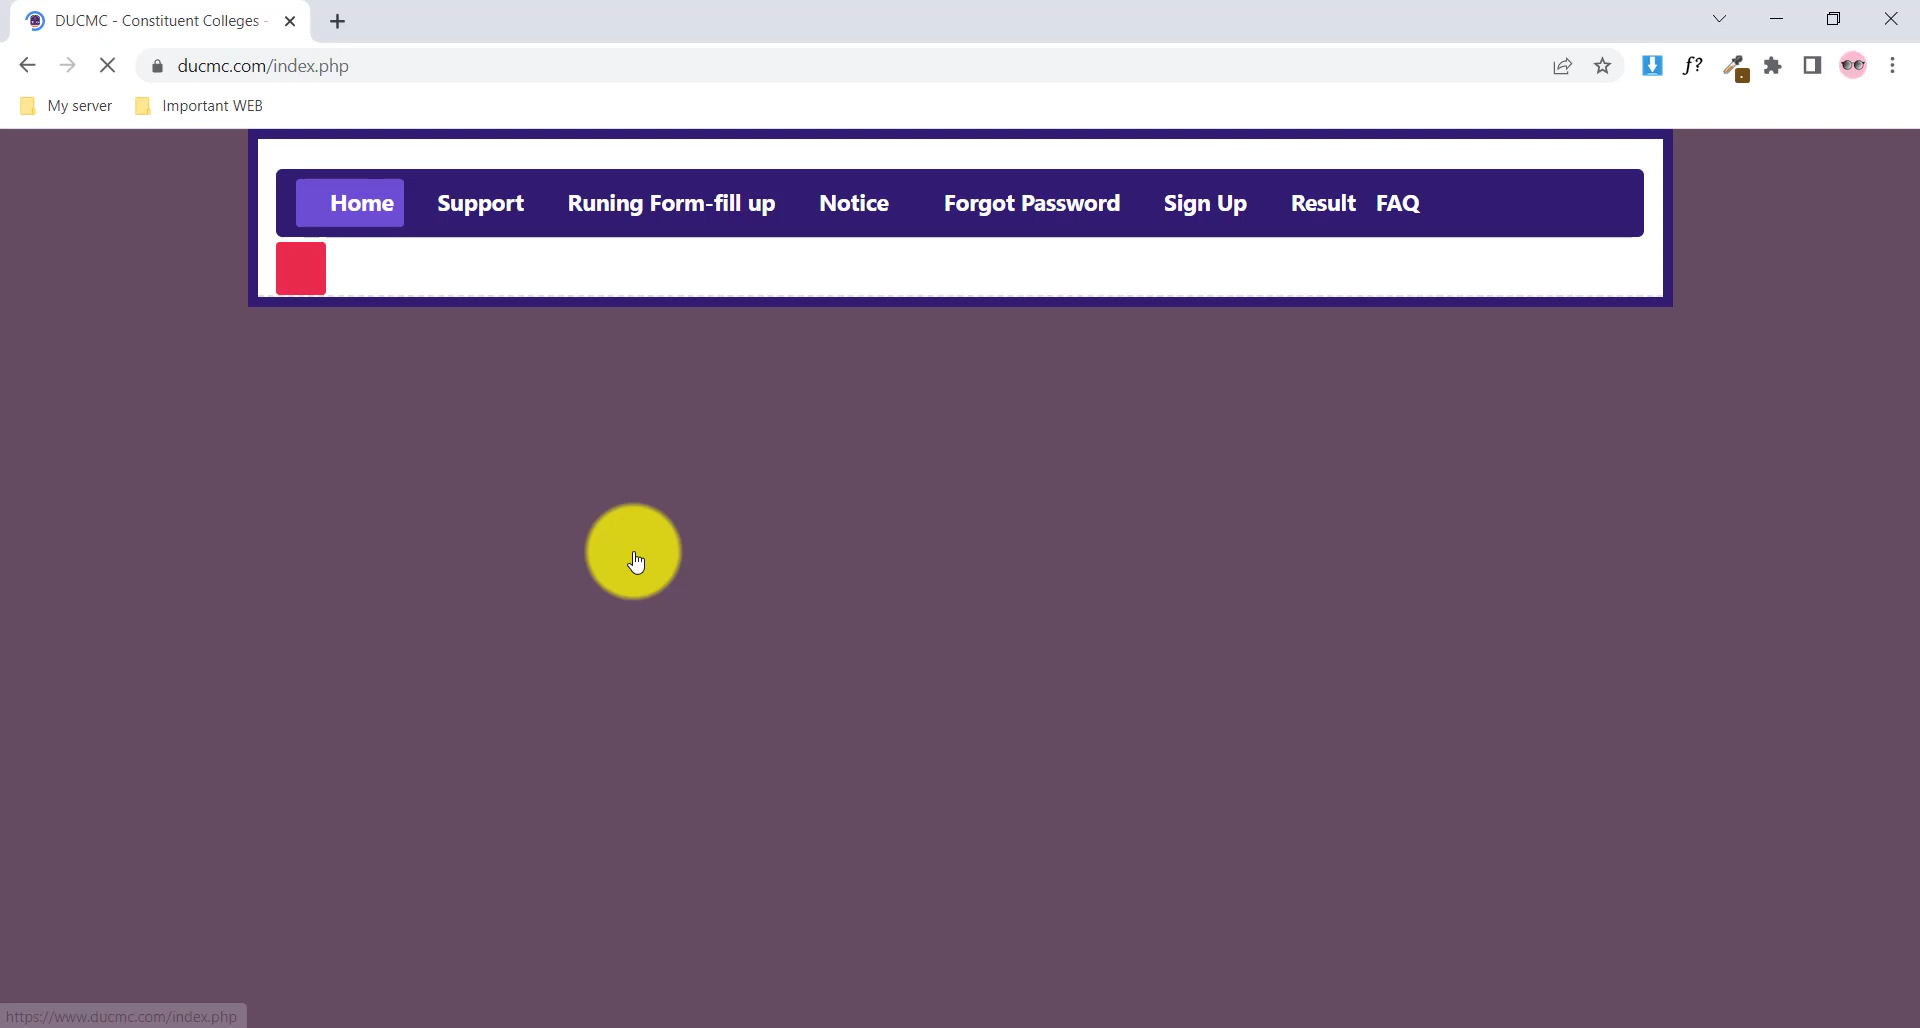 DUCMC - Constituent Colleges -
ducmc.com/index.php
f?
My server
Important WEB
Home
Support
Runing Form-fill up
Notice
Forgot Password
Sign Up
Result
FAQ
https://www.ducmc.com/index.php